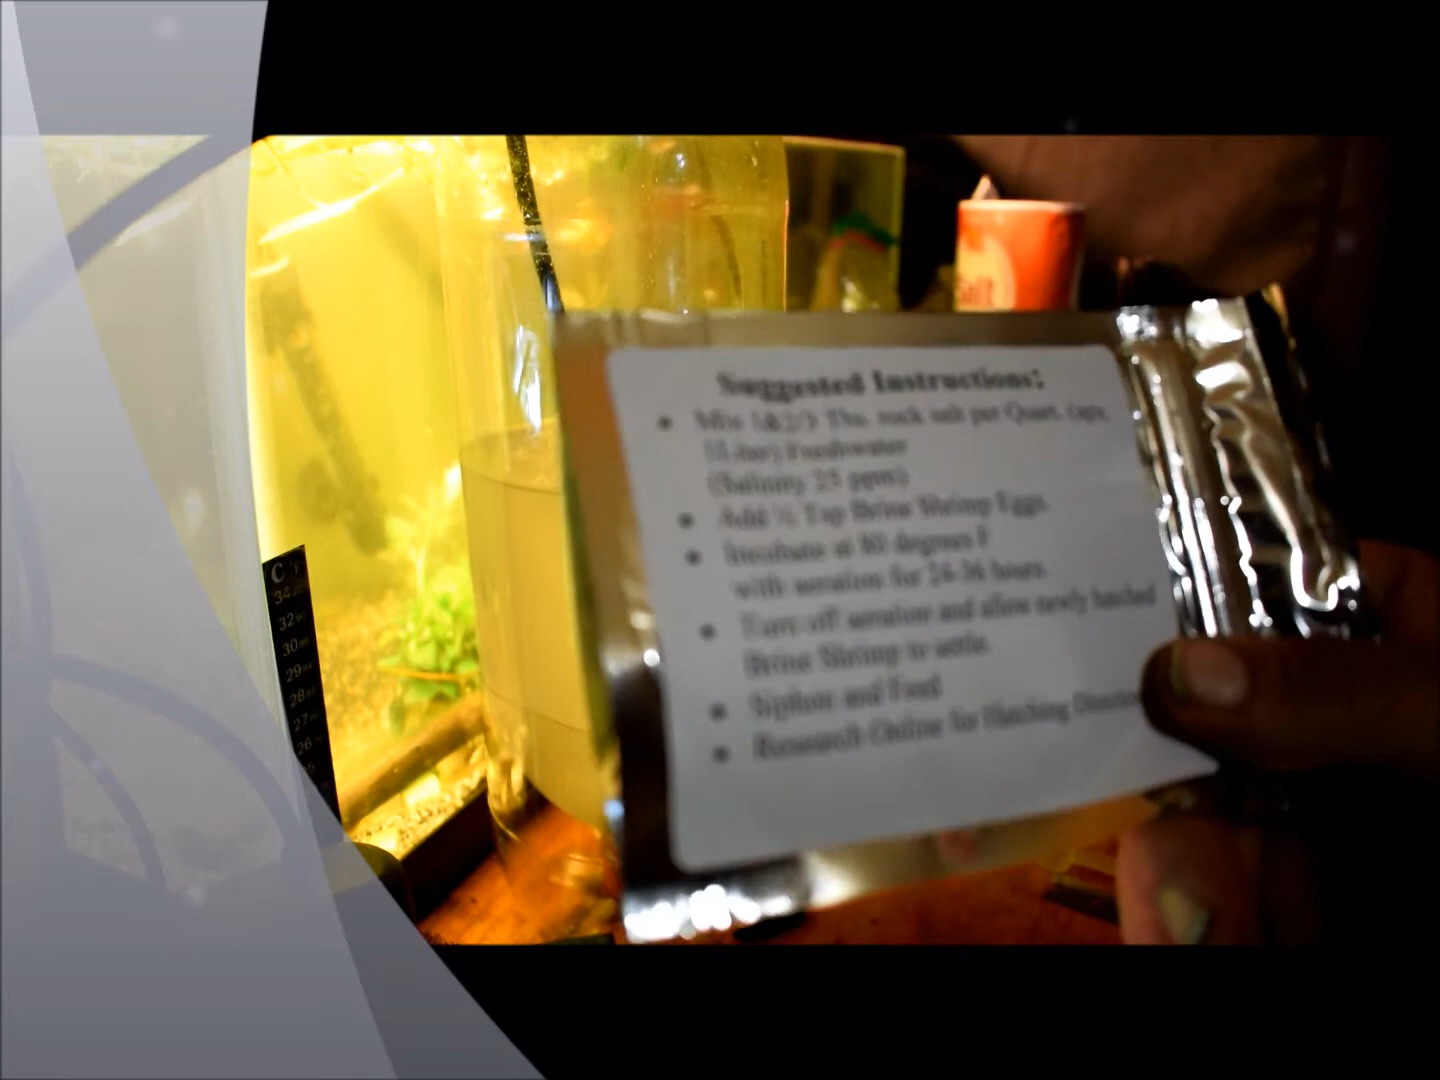 Salt
Suggested Instructions:
• Mix 1&2/3 Tbs. rock salt per Quart. (apx.
1Liter) Freshwater
(Salinity 25 ppm)
• Add ½ Tsp Brine Shrimp Eggs.
• Incubate at 80 degrees F
with aeration for 24-36 hours.
• Turn off aeration and allow newly hatched
Brine Shrimp to settle.
• Siphon and Feed
• Research Online for Hatching
C °F
34
32
30
29
28
27
26